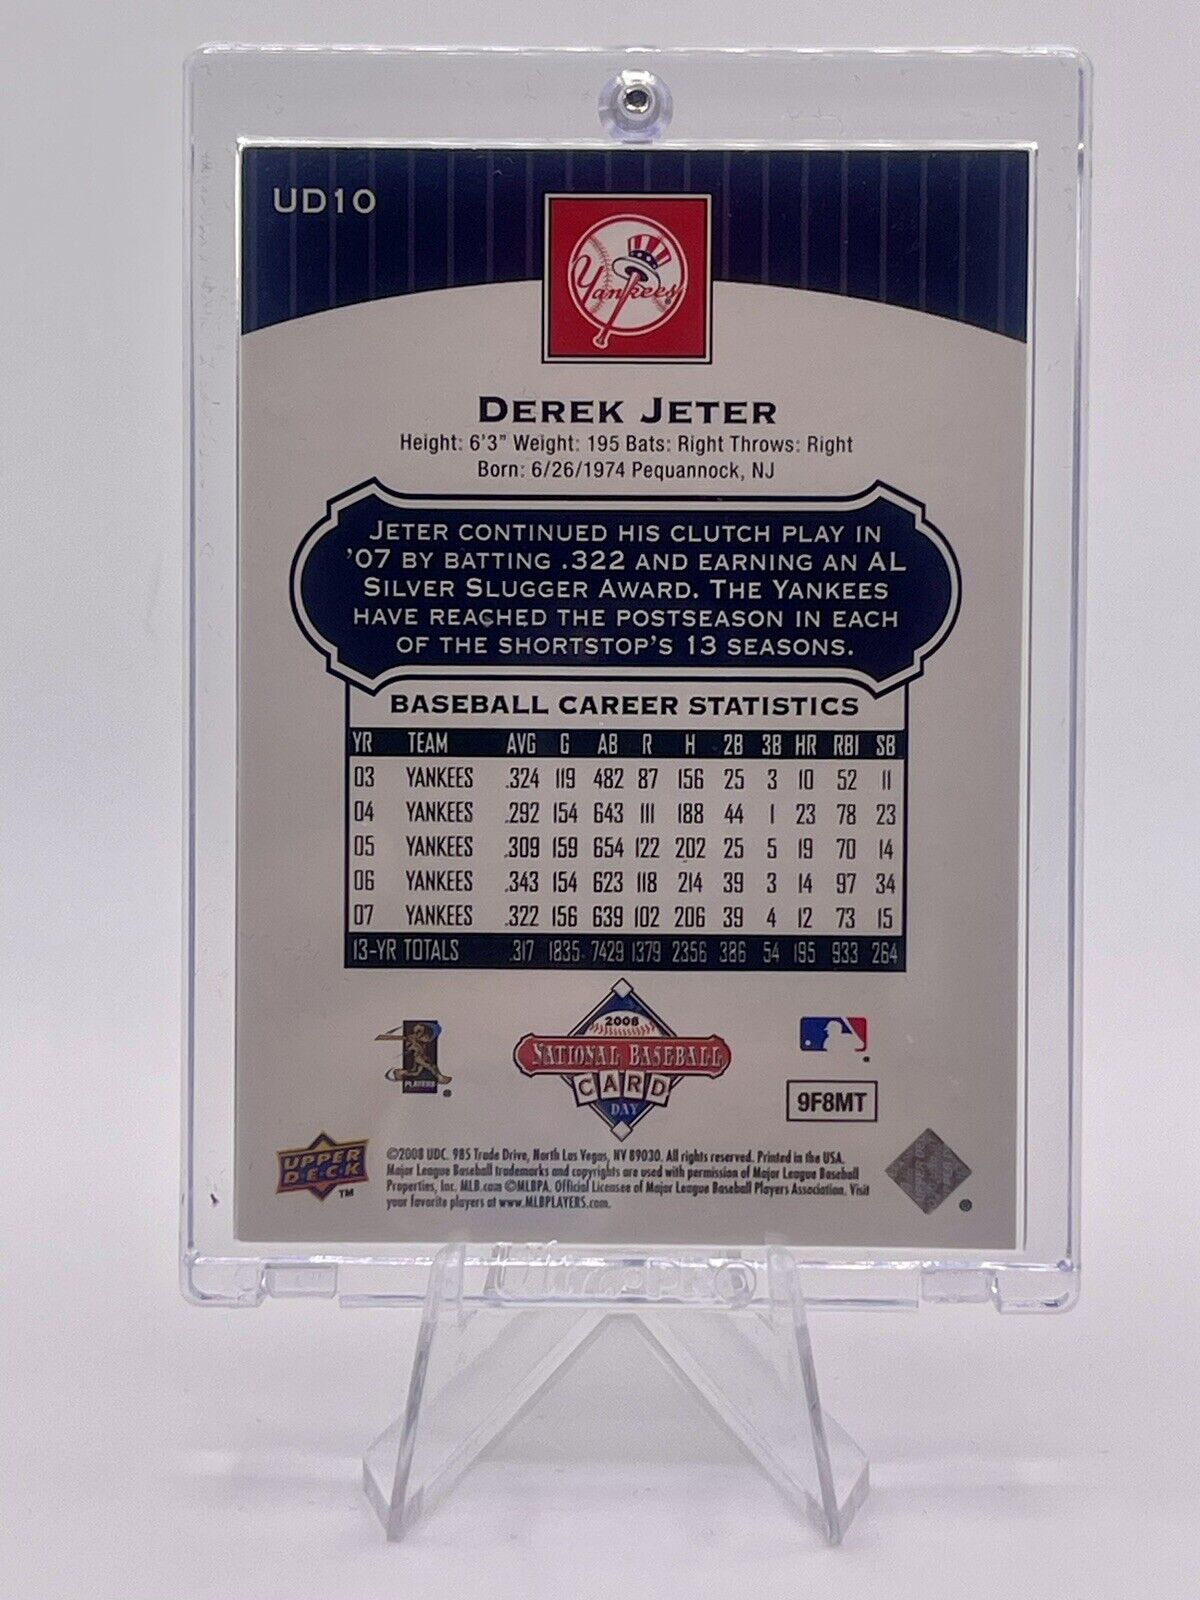 UD10
Yankees
DEREK JETER
Height: 6'3" Weight: 195 Bats: Right Throws: Right
Born: 6/26/1974 Pequannock, NJ
JETER CONTINUED HIS CLUTCH PLAY IN
'07 BY BATTING .322 AND EARNING AN AL
SILVER SLUGGER AWARD. THE YANKEES
HAVE REACHED THE POSTSEASON IN EACH
OF THE SHORTSTOP'S 13 SEASONS.
BASEBALL CAREER STATISTICS
YR TEAM AVG G AB R H 2B 3B HR RBI SB
03 YANKEES .324 119 482 87 156 25 3 10 52 11
04 YANKEES .292 154 643 111 188 44 1 23 78 23
05 YANKEES .309 159 654 122 202 25 5 19 70 14
06 YANKEES .343 154 623 118 214 39 3 14 97 34
07 YANKEES .322 156 639 102 206 39 4 12 73 15
13-YR TOTALS .317 1835 7429 1379 2356 386 54 195 933 264
2008
NATIONAL BASEBALL
CARD
DAY
PLAYERS
9F8MT
UPPER
DECK
TM
©2008 UDC. 985 Trade Drive, North Las Vegas, NV 89030. All rights reserved. Printed in the USA.
Major League Baseball trademarks and copyrights are used with permission of Major League Baseball
Properties, Inc. MLB.com ©MLBPA. Official Licensee of Major League Baseball Players Association. Visit
your favorite players at www.MLBPLAYERS.com.
Ultra PRO